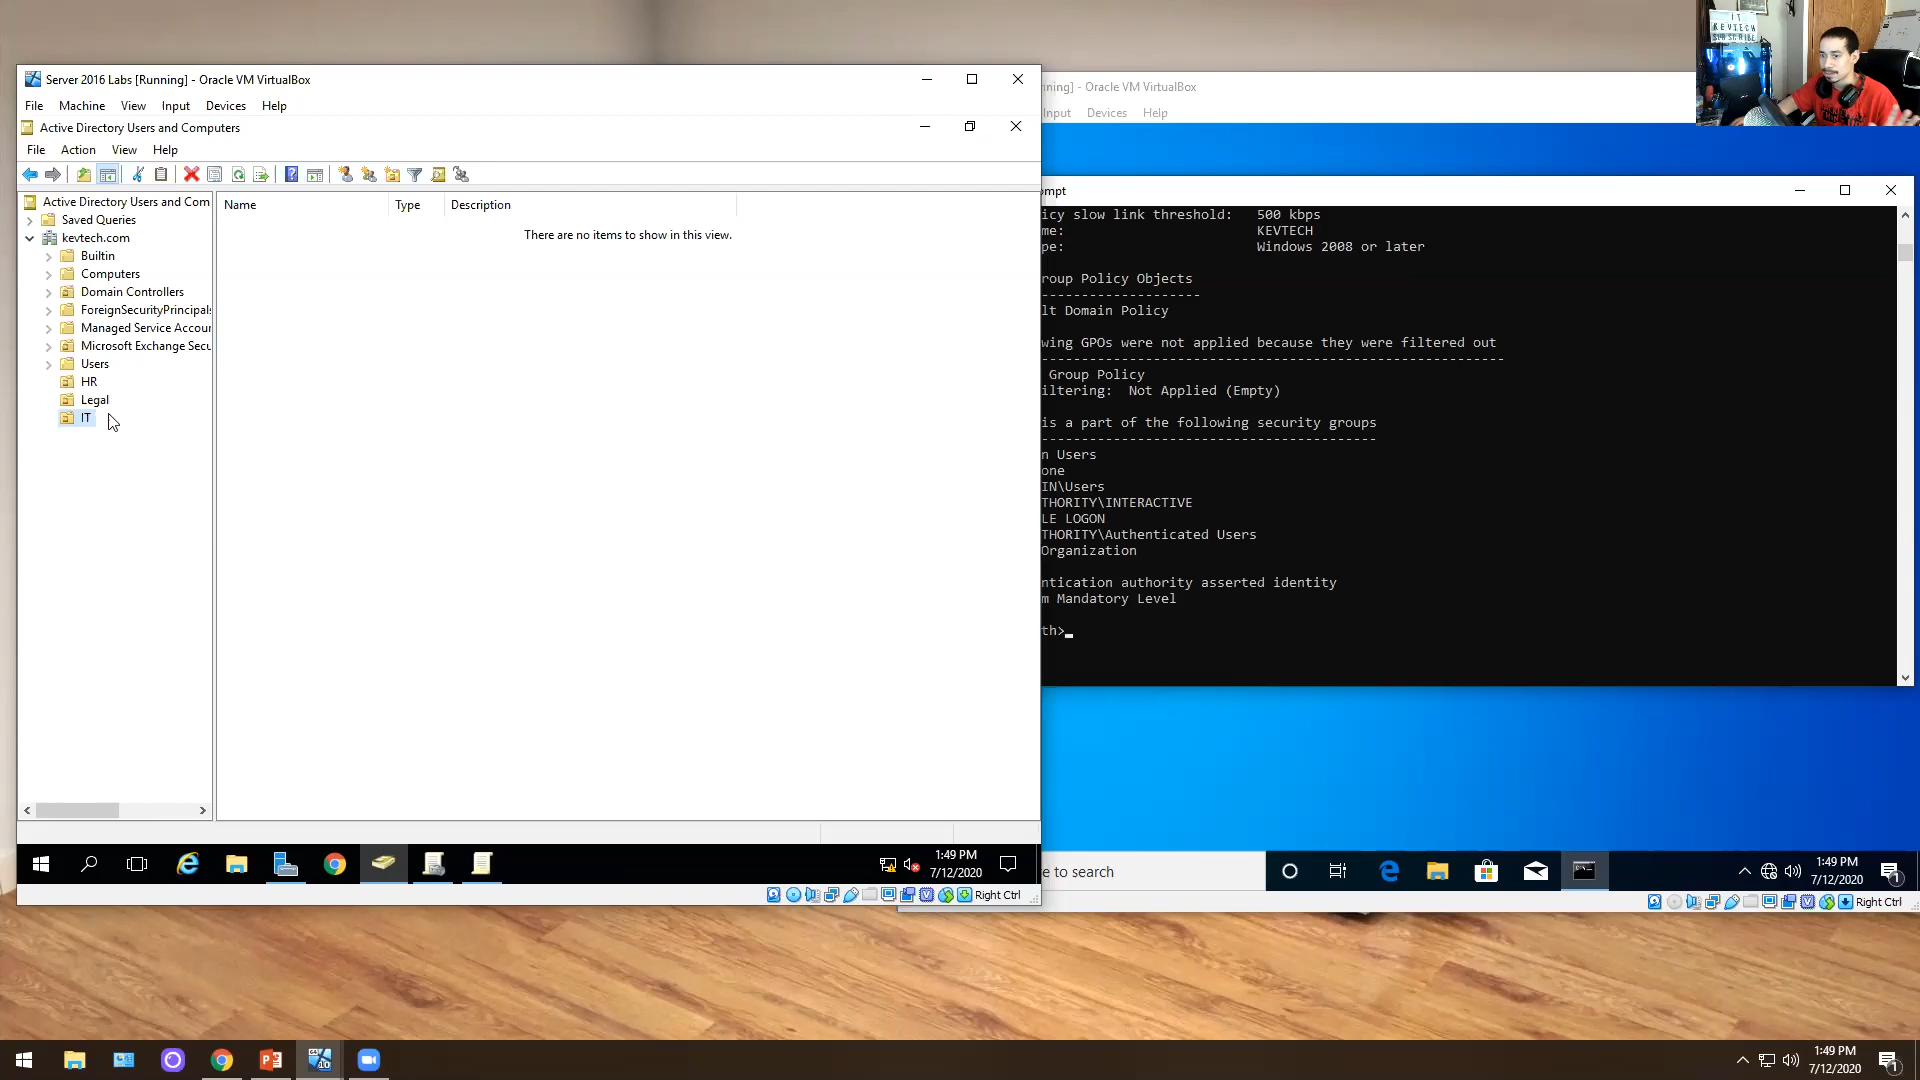 Server 2016 Labs [Running] - Oracle VM VirtualBox
File Machine View Input Devices Help
Active Directory Users and Computers
File Action View Help
Active Directory Users and Com
Saved Queries
kevtech.com
Builtin
Computers
Domain Controllers
ForeignSecurityPrincipals
Managed Service Accour
Microsoft Exchange Secu
Users
HR
Legal
IT
Name Type Description
There are no items to show in this view.
1:49 PM
7/12/2020
Right Ctrl
ning] - Oracle VM VirtualBox
Input Devices Help
mpt
icy slow link threshold: 500 kbps
me: KEVTECH
pe: Windows 2008 or later
roup Policy Objects
--------------------
lt Domain Policy
wing GPOs were not applied because they were filtered out
----------------------------------------------------------
Group Policy
iltering: Not Applied (Empty)
is a part of the following security groups
------------------------------------------
n Users
one
IN\Users
THORITY\INTERACTIVE
LE LOGON
THORITY\Authenticated Users
Organization
ntication authority asserted identity
m Mandatory Level
th>
e to search
1:49 PM
7/12/2020
1
Right Ctrl
IT
KEVTECH
SUBSCRIBE
1:49 PM
7/12/2020
1